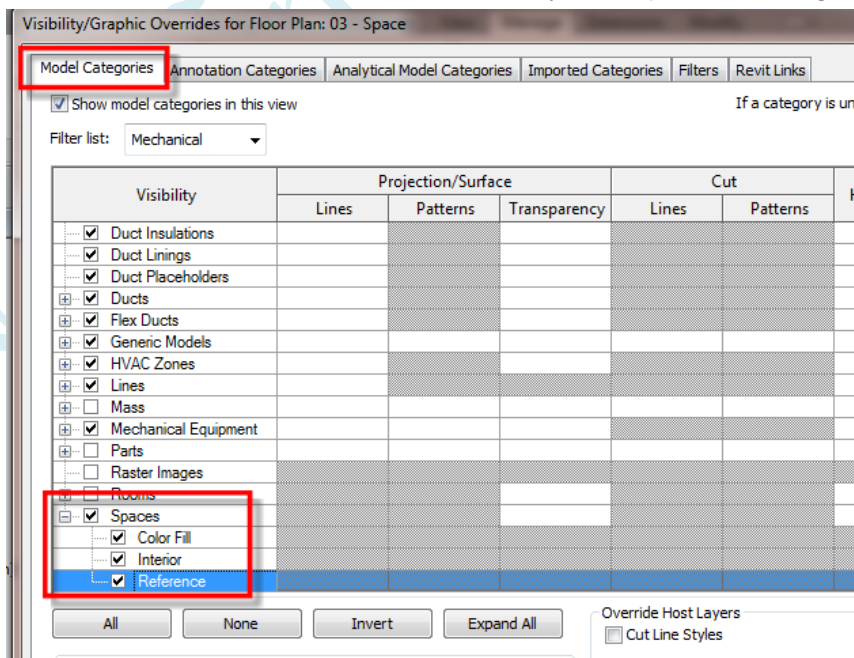 Visibility/Graphic Overrides for Floor Plan: 03 - Space
Model Categories Annotation Categories Analytical Model Categories Imported Categories Filters Revit Links
Show model categories in this view If a category is un
Filter list: Mechanical
Visibility Projection/Surface Cut
Lines Patterns Transparency Lines Patterns
Duct Insulations
Duct Linings
Duct Placeholders
Ducts
Flex Ducts
Generic Models
HVAC Zones
Lines
Mass
Mechanical Equipment
Parts
Raster Images
Rooms
Spaces
Color Fill
Interior
Reference
All None Invert Expand All Override Host Layers
Cut Line Styles